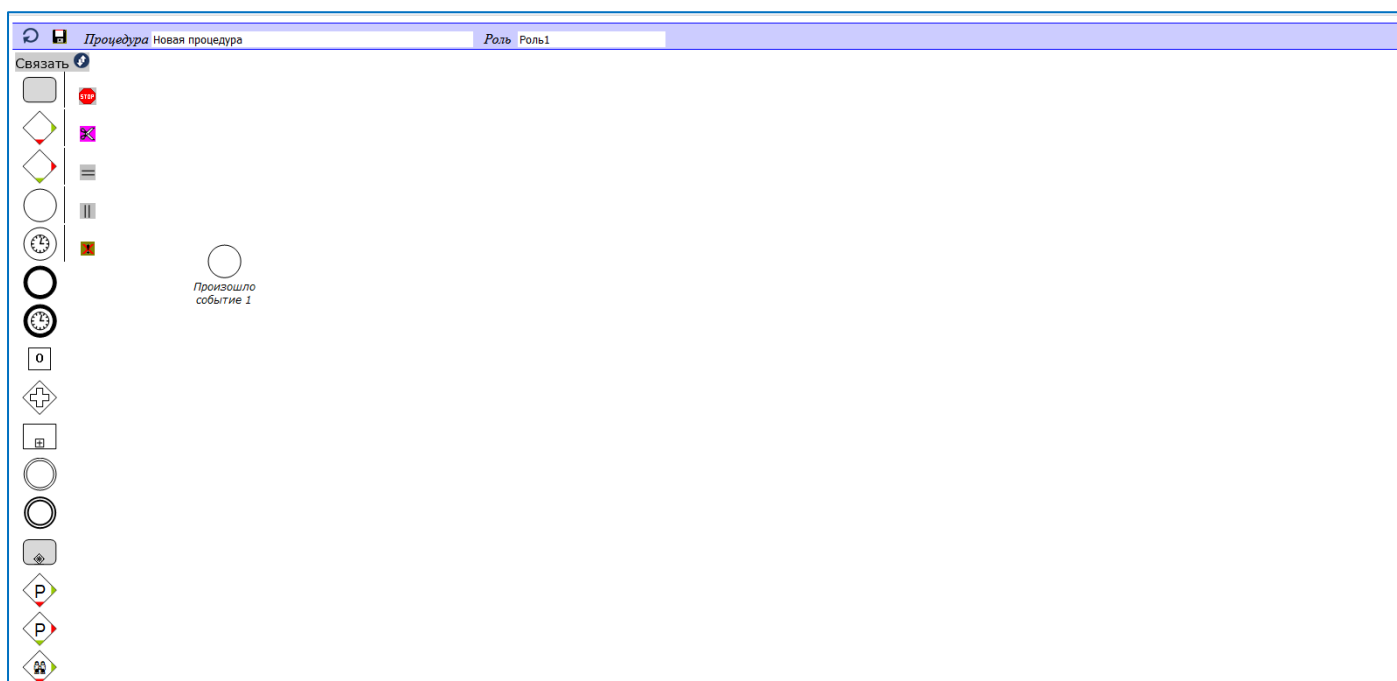 Процедура Новая процедура Роль Роль1
Связать
STOP
Произошло
событие 1
0
P
P